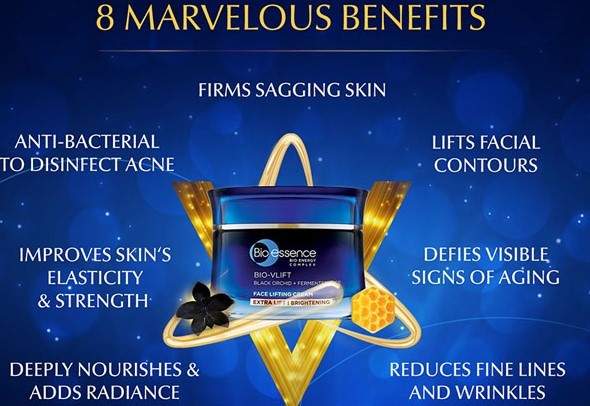 8 MARVELOUS BENEFITS
FIRMS SAGGING SKIN
ANTI-BACTERIAL
TO DISINFECT ACNE
LIFTS FACIAL
CONTOURS
Bio essence
BIO ENERGY
COMPLEX
BIO-VLIFT
BLACK ORCHID +
FACE LIFTING CREAM
EXTRA LIFT | BRIGHTENING
IMPROVES SKIN'S
ELASTICITY
& STRENGTH
DEFIES VISIBLE
SIGNS OF AGING
DEEPLY NOURISHES &
ADDS RADIANCE
REDUCES FINE LINES
AND WRINKLES